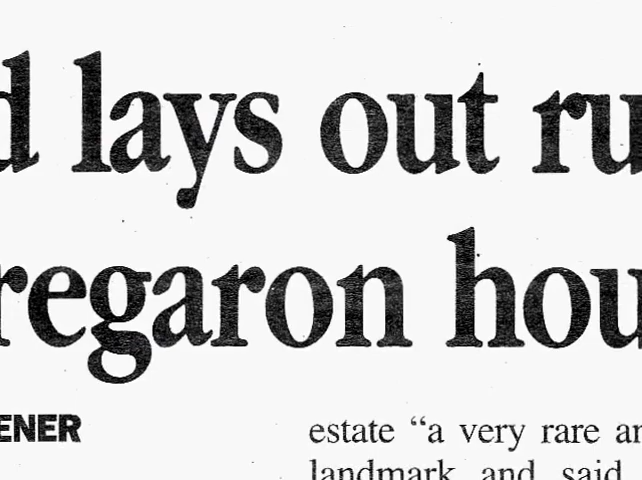 d lays out ru
regaron hou
ENER
estate “a very rare an
landmark and said